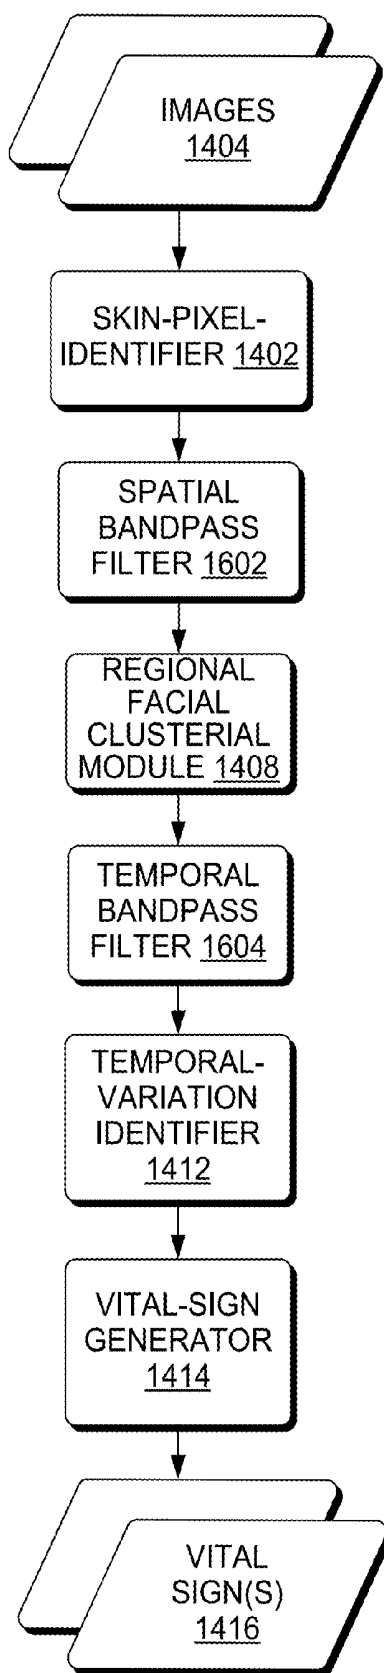 IMAGES
1404
SKIN-PIXEL-
IDENTIFIER 1402
SPATIAL
BANDPASS
FILTER 1602
REGIONAL
FACIAL
CLUSTERIAL
MODULE 1408
TEMPORAL
BANDPASS
FILTER 1604
TEMPORAL-
VARIATION
IDENTIFIER
1412
VITAL-SIGN
GENERATOR
1414
VITAL
SIGN(S)
1416